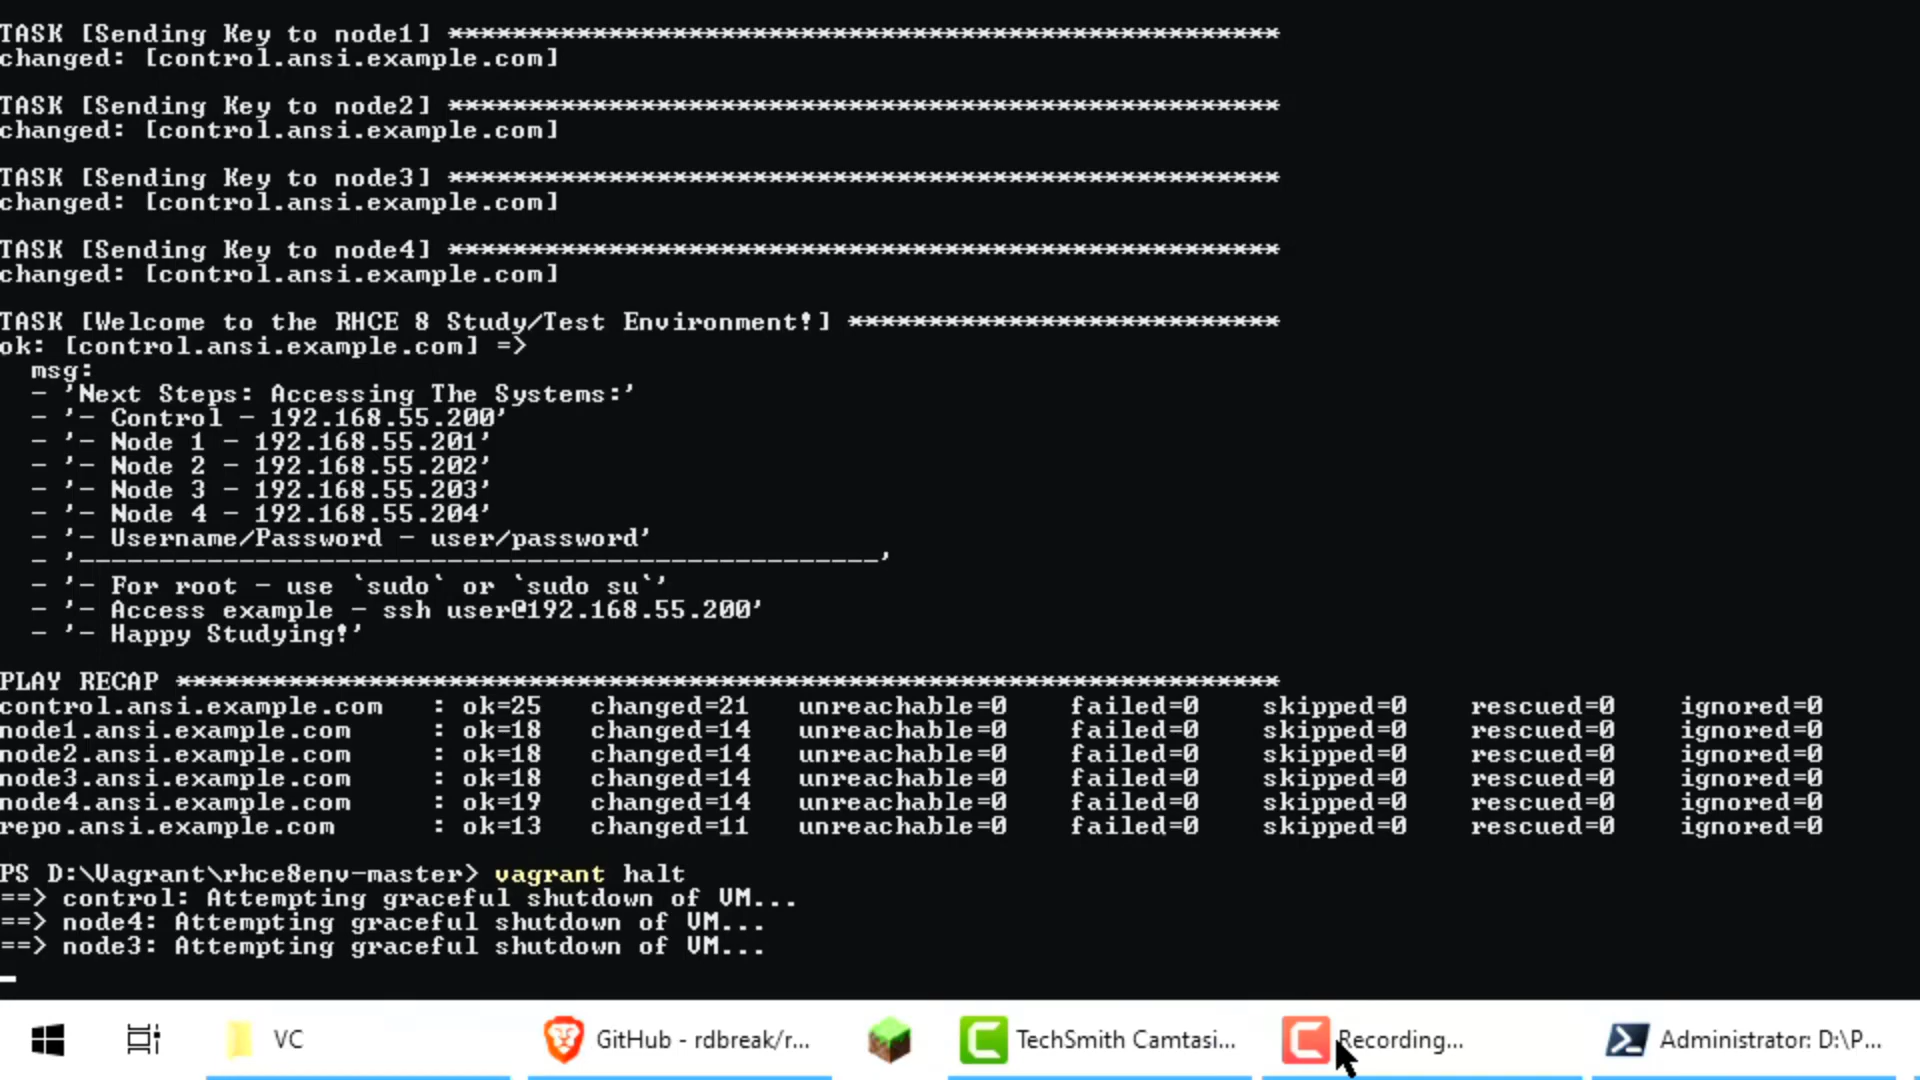 TASK [Sending Key to node1] ****************************************************
changed: [control.ansi.example.com]
TASK [Sending Key to node2] ****************************************************
changed: [control.ansi.example.com]
TASK [Sending Key to node3] ****************************************************
changed: [control.ansi.example.com]
TASK [Sending Key to node4] ****************************************************
changed: [control.ansi.example.com]
TASK [Welcome to the RHCE 8 Study/Test Environment!] ***************************
ok: [control.ansi.example.com] =>
  msg:
  - 'Next Steps: Accessing The Systems:'
  - '- Control - 192.168.55.200'
  - '- Node 1 - 192.168.55.201'
  - '- Node 2 - 192.168.55.202'
  - '- Node 3 - 192.168.55.203'
  - '- Node 4 - 192.168.55.204'
  - '- Username/Password - user/password'
  - '--------------------------------------------------'
  - '- For root - use `sudo` or `sudo su`'
  - '- Access example - ssh user@192.168.55.200'
  - '- Happy Studying!'
PLAY RECAP *********************************************************************
control.ansi.example.com   : ok=25   changed=21   unreachable=0    failed=0    skipped=0    rescued=0    ignored=0
node1.ansi.example.com     : ok=18   changed=14   unreachable=0    failed=0    skipped=0    rescued=0    ignored=0
node2.ansi.example.com     : ok=18   changed=14   unreachable=0    failed=0    skipped=0    rescued=0    ignored=0
node3.ansi.example.com     : ok=18   changed=14   unreachable=0    failed=0    skipped=0    rescued=0    ignored=0
node4.ansi.example.com     : ok=19   changed=14   unreachable=0    failed=0    skipped=0    rescued=0    ignored=0
repo.ansi.example.com      : ok=13   changed=11   unreachable=0    failed=0    skipped=0    rescued=0    ignored=0
PS D:\Vagrant\rhce8env-master> vagrant halt
==> control: Attempting graceful shutdown of VM...
==> node4: Attempting graceful shutdown of VM...
==> node3: Attempting graceful shutdown of VM...
VC GitHub - rdbreak/r... TechSmith Camtasi... Recording... Administrator: D:\P...